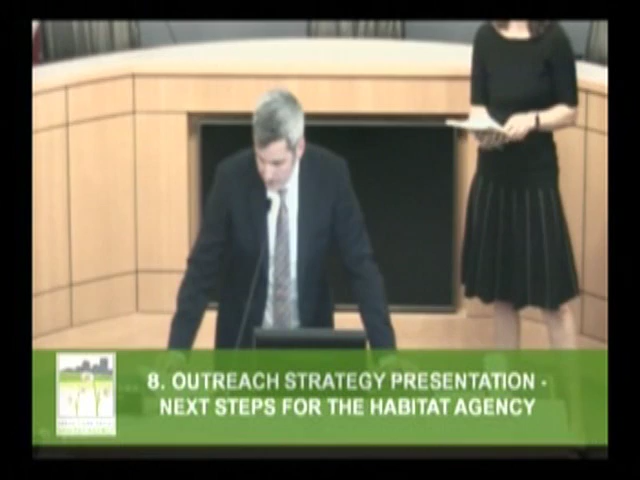 8. OUTREACH STRATEGY PRESENTATION -
NEXT STEPS FOR THE HABITAT AGENCY